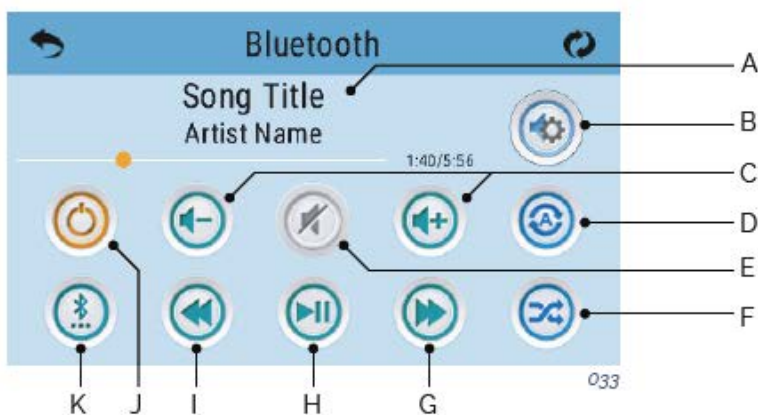 Bluetooth
A
Song Title
Artist Name
B
1:40/5:56
C
A
D
E
F
033
K J I H G